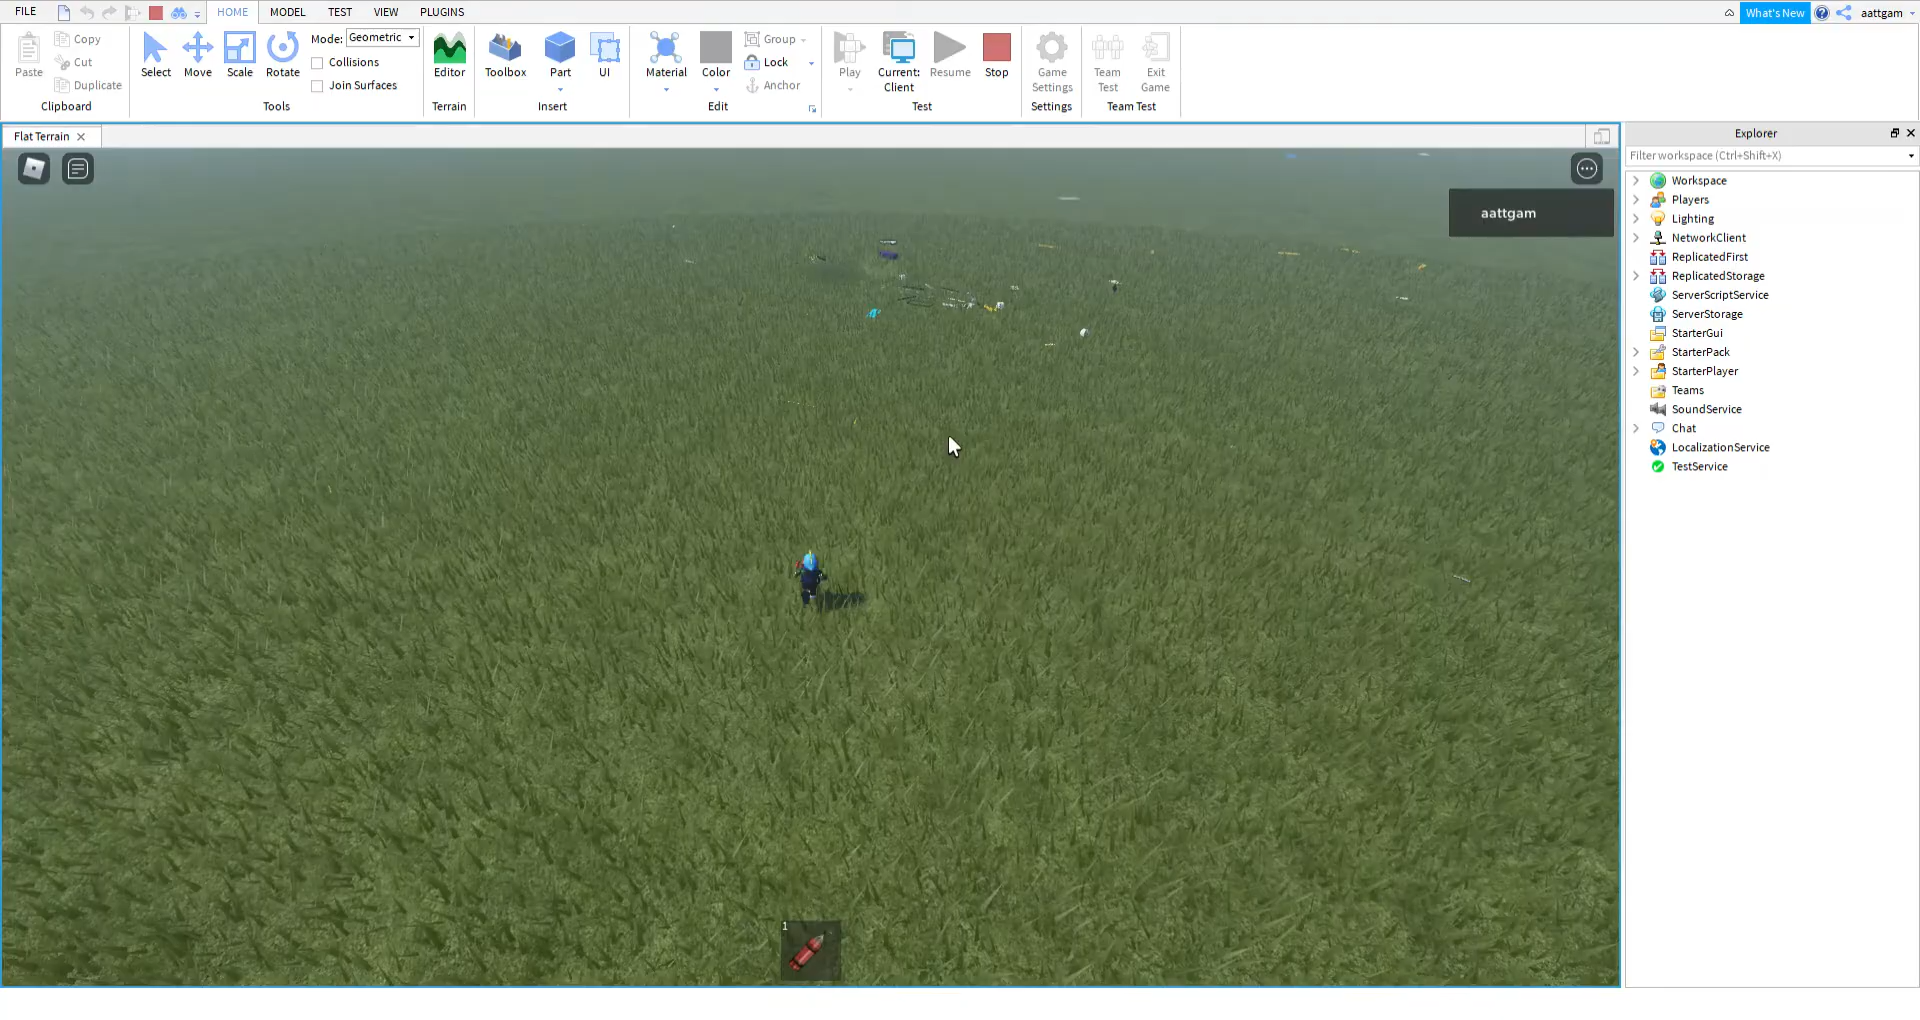 FILE HOME MODEL TEST VIEW PLUGINS What's New aattgam
Paste Copy Cut Duplicate Clipboard
Select Move Scale Rotate Mode: Geometric Collisions Join Surfaces Tools
Editor Terrain
Toolbox Part UI Insert
Material Color Group Lock Anchor Edit
Play Current: Client Resume Stop Test
Game Settings Settings
Team Test Exit Game Team Test
Flat Terrain
aattgam
1
Explorer
Filter workspace (Ctrl+Shift+X)
Workspace
Players
Lighting
NetworkClient
ReplicatedFirst
ReplicatedStorage
ServerScriptService
ServerStorage
StarterGui
StarterPack
StarterPlayer
Teams
SoundService
Chat
LocalizationService
TestService